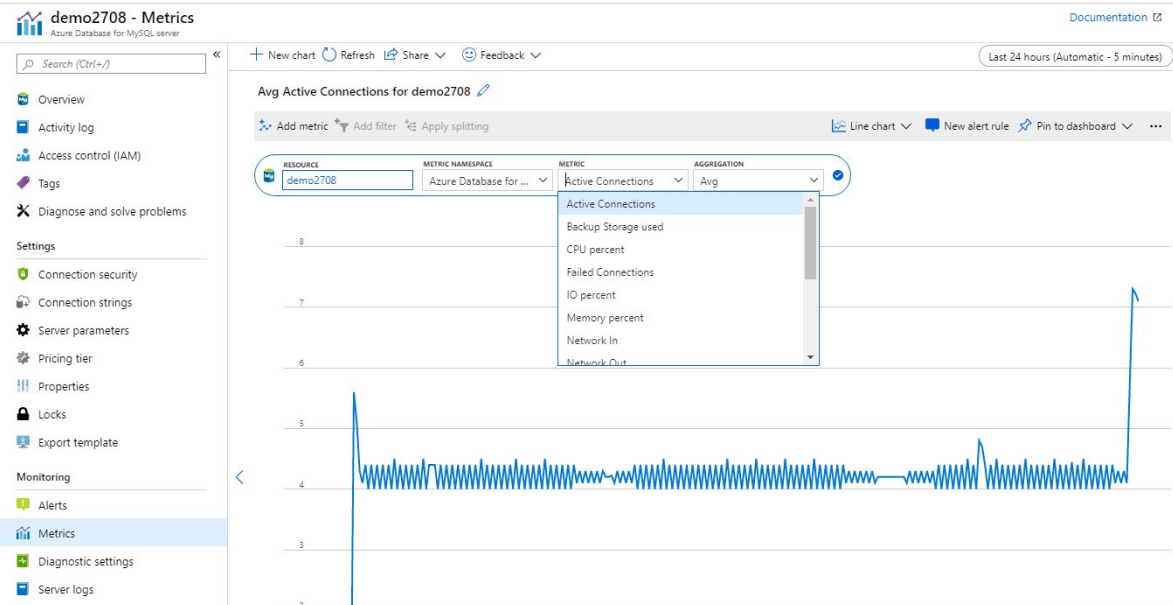 demo2708 - Metrics
Azure Database for MySQL server
Documentation
Search (Ctrl+/)
«
Overview
Activity log
Access control (IAM)
Tags
Diagnose and solve problems
Settings
Connection security
Connection strings
Server parameters
Pricing tier
Properties
Locks
Export template
Monitoring
Alerts
Metrics
Diagnostic settings
Server logs
New chart Refresh Share Feedback
Last 24 hours (Automatic - 5 minutes)
Avg Active Connections for demo2708
Add metric Add filter Apply splitting
Line chart New alert rule Pin to dashboard ...
RESOURCE METRIC NAMESPACE METRIC AGGREGATION
demo2708 Azure Database for ... Active Connections Avg
Active Connections
Backup Storage used
CPU percent
Failed Connections
IO percent
Memory percent
Network In
Network Out
8
7
6
5
4
3
2